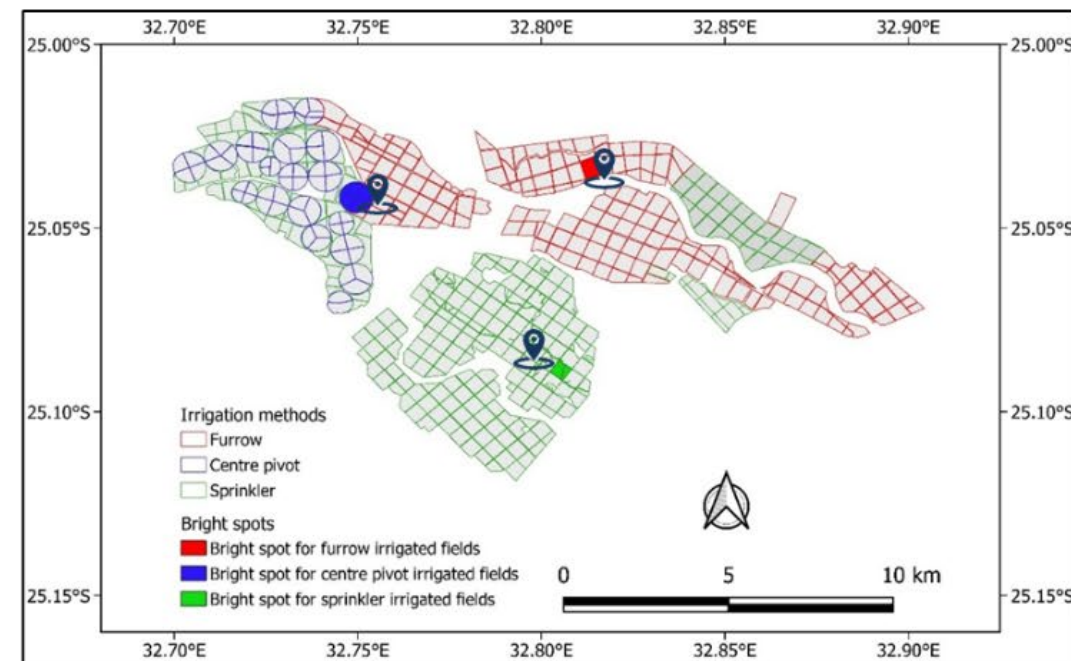 32.70°E 32.75°E 32.80°E 32.85°E 32.90°E
25.00°S 25.00°S
25.05°S 25.05°S
25.10°S 25.10°S
Irrigation methods
Furrow
Centre pivot
Sprinkler
Bright spots
Bright spot for furrow irrigated fields
Bright spot for centre pivot irrigated fields
Bright spot for sprinkler irrigated fields
0 5 10 km
25.15°S 25.15°S
32.70°E 32.75°E 32.80°E 32.85°E 32.90°E